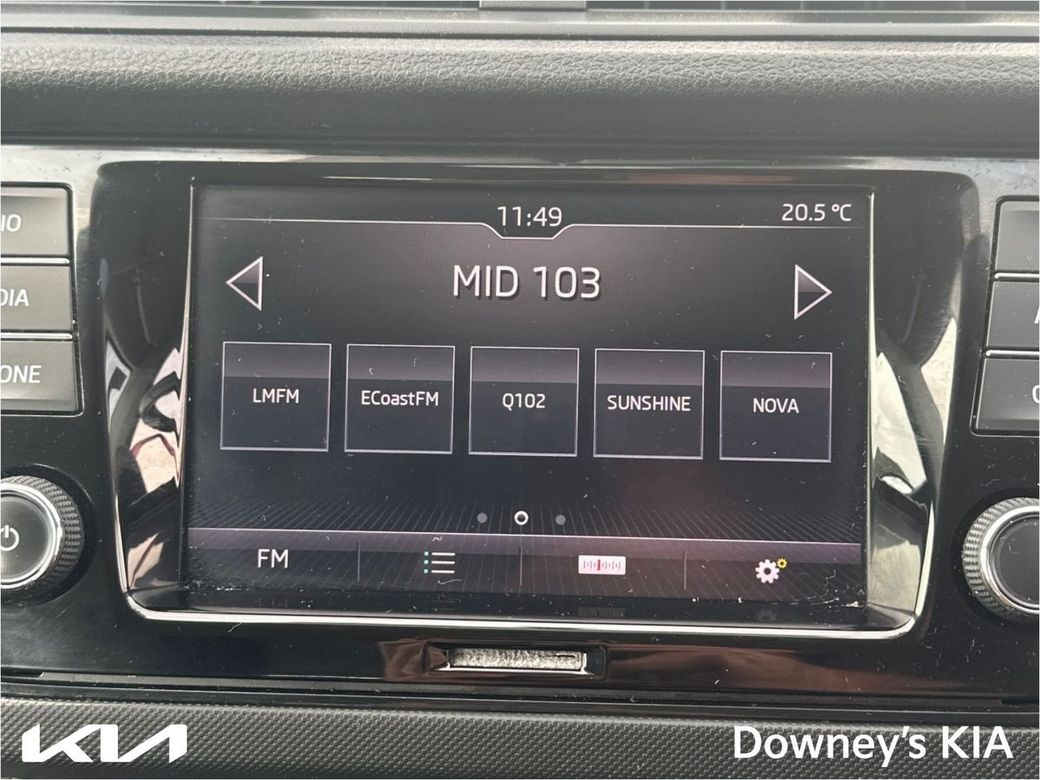 11:49
20.5 °C
MID 103
LMFM
ECoastFM
Q102
SUNSHINE
NOVA
FM
KIA
Downey's KIA